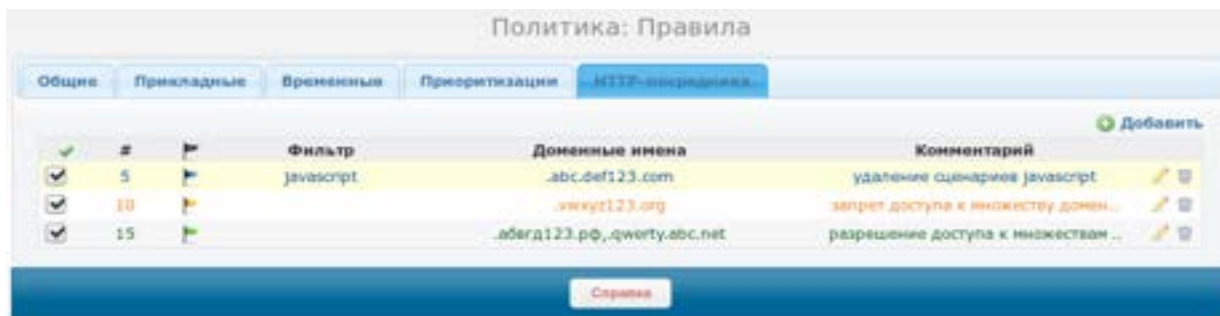 Политика: Правила
Общие Прикладные Временные Приоритизации HTTP-посредника
Добавить
# Фильтр Доменные имена Комментарий
5 javascript .abc.def123.com удаление сценариев javascript
10 .vwxyz123.org запрет доступа к множеству домен...
15 .абвгд123.рф,.qwerty.abc.net разрешение доступа к множествам ...
Справка